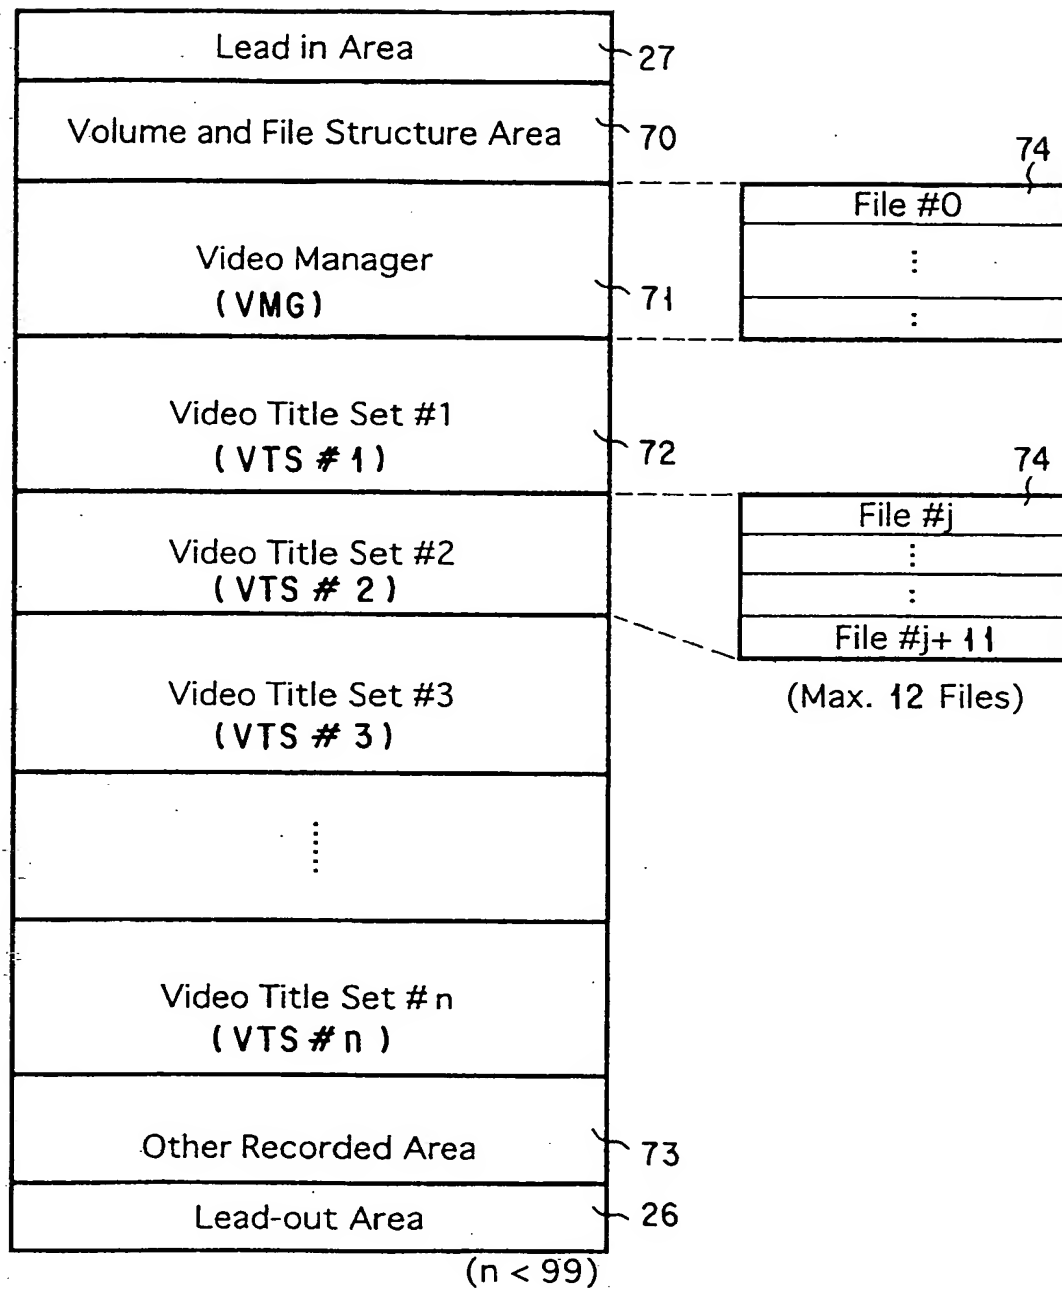 Lead in Area
27
Volume and File Structure Area
70
Video Manager
(VMG)
71
74
File #0
⋮
:
Video Title Set #1
(VTS # 1)
72
Video Title Set #2
(VTS # 2)
74
File #j
⋮
:
File #j+ 11
(Max. 12 Files)
Video Title Set #3
(VTS # 3)
⋮
Video Title Set # n
(VTS # n )
Other Recorded Area
73
Lead-out Area
26
(n < 99)